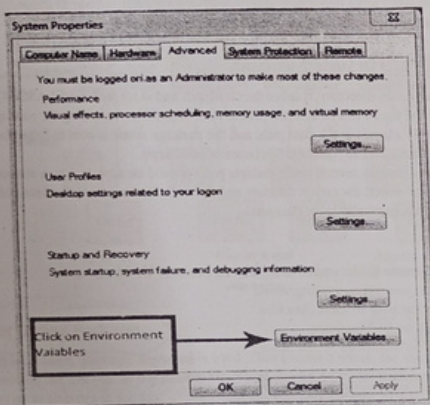 System Properties
Computer Name Hardware Advanced System Protection Remote
You must be logged on as an Administrator to make most of these changes.
Performance
Visual effects, processor scheduling, memory usage, and virtual memory
Settings...
User Profiles
Desktop settings related to your logon
Settings...
Startup and Recovery
System startup, system failure, and debugging information
Settings...
Click on Environment
Vaiables
Environment Variables...
OK Cancel Apply